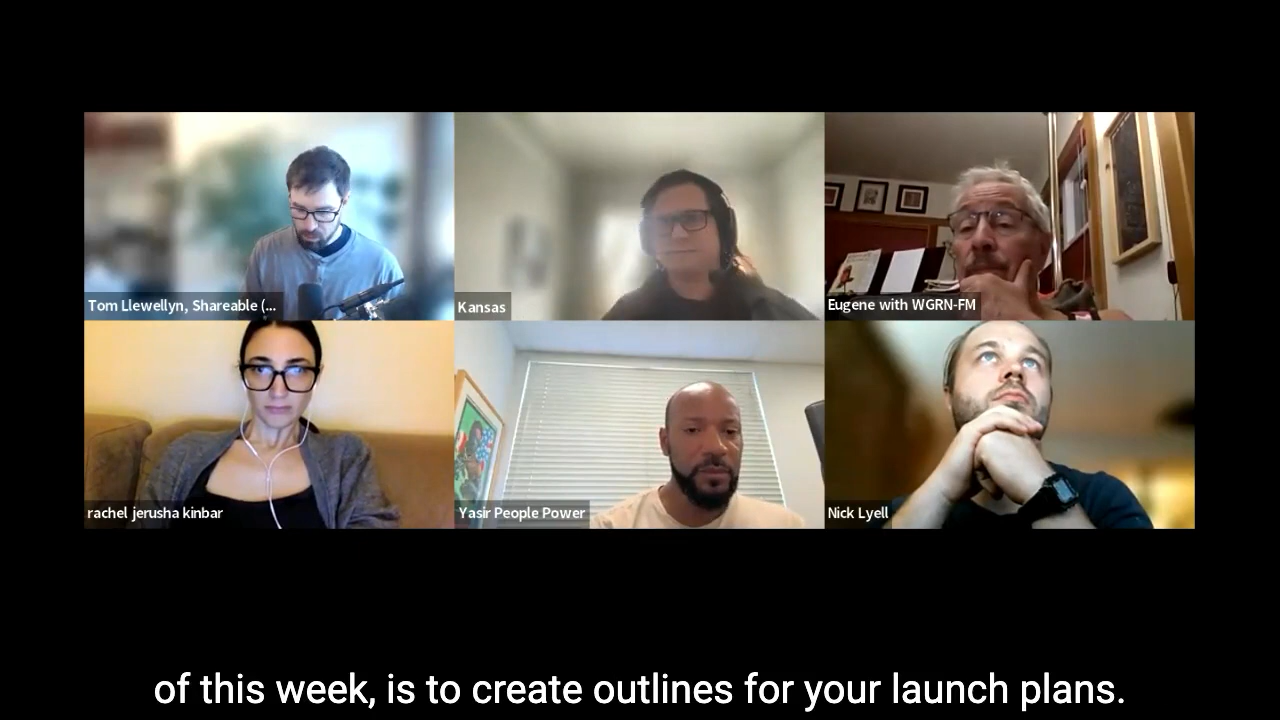 Tom Llewellyn, Shareable (...
Kansas
Eugene with WGRN-FM
rachel jerusha kinbar
Yasir People Power
Nick Lyell
of this week, is to create outlines for your launch plans.